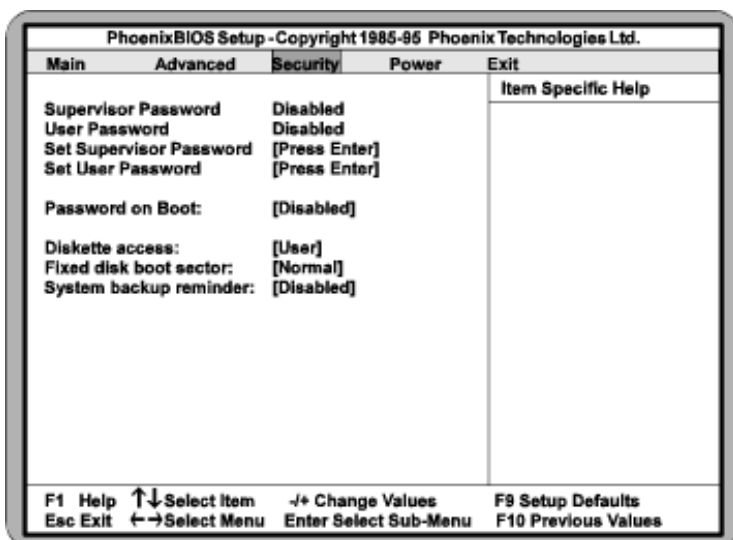 PhoenixBIOS Setup - Copyright 1985-95 Phoenix Technologies Ltd.
Main Advanced Security Power Exit
Item Specific Help
Supervisor Password Disabled
User Password Disabled
Set Supervisor Password [Press Enter]
Set User Password [Press Enter]
Password on Boot: [Disabled]
Diskette access: [User]
Fixed disk boot sector: [Normal]
System backup reminder: [Disabled]
F1 Help ↑↓ Select Item -/+ Change Values F9 Setup Defaults
Esc Exit ←→ Select Menu Enter Select Sub-Menu F10 Previous Values